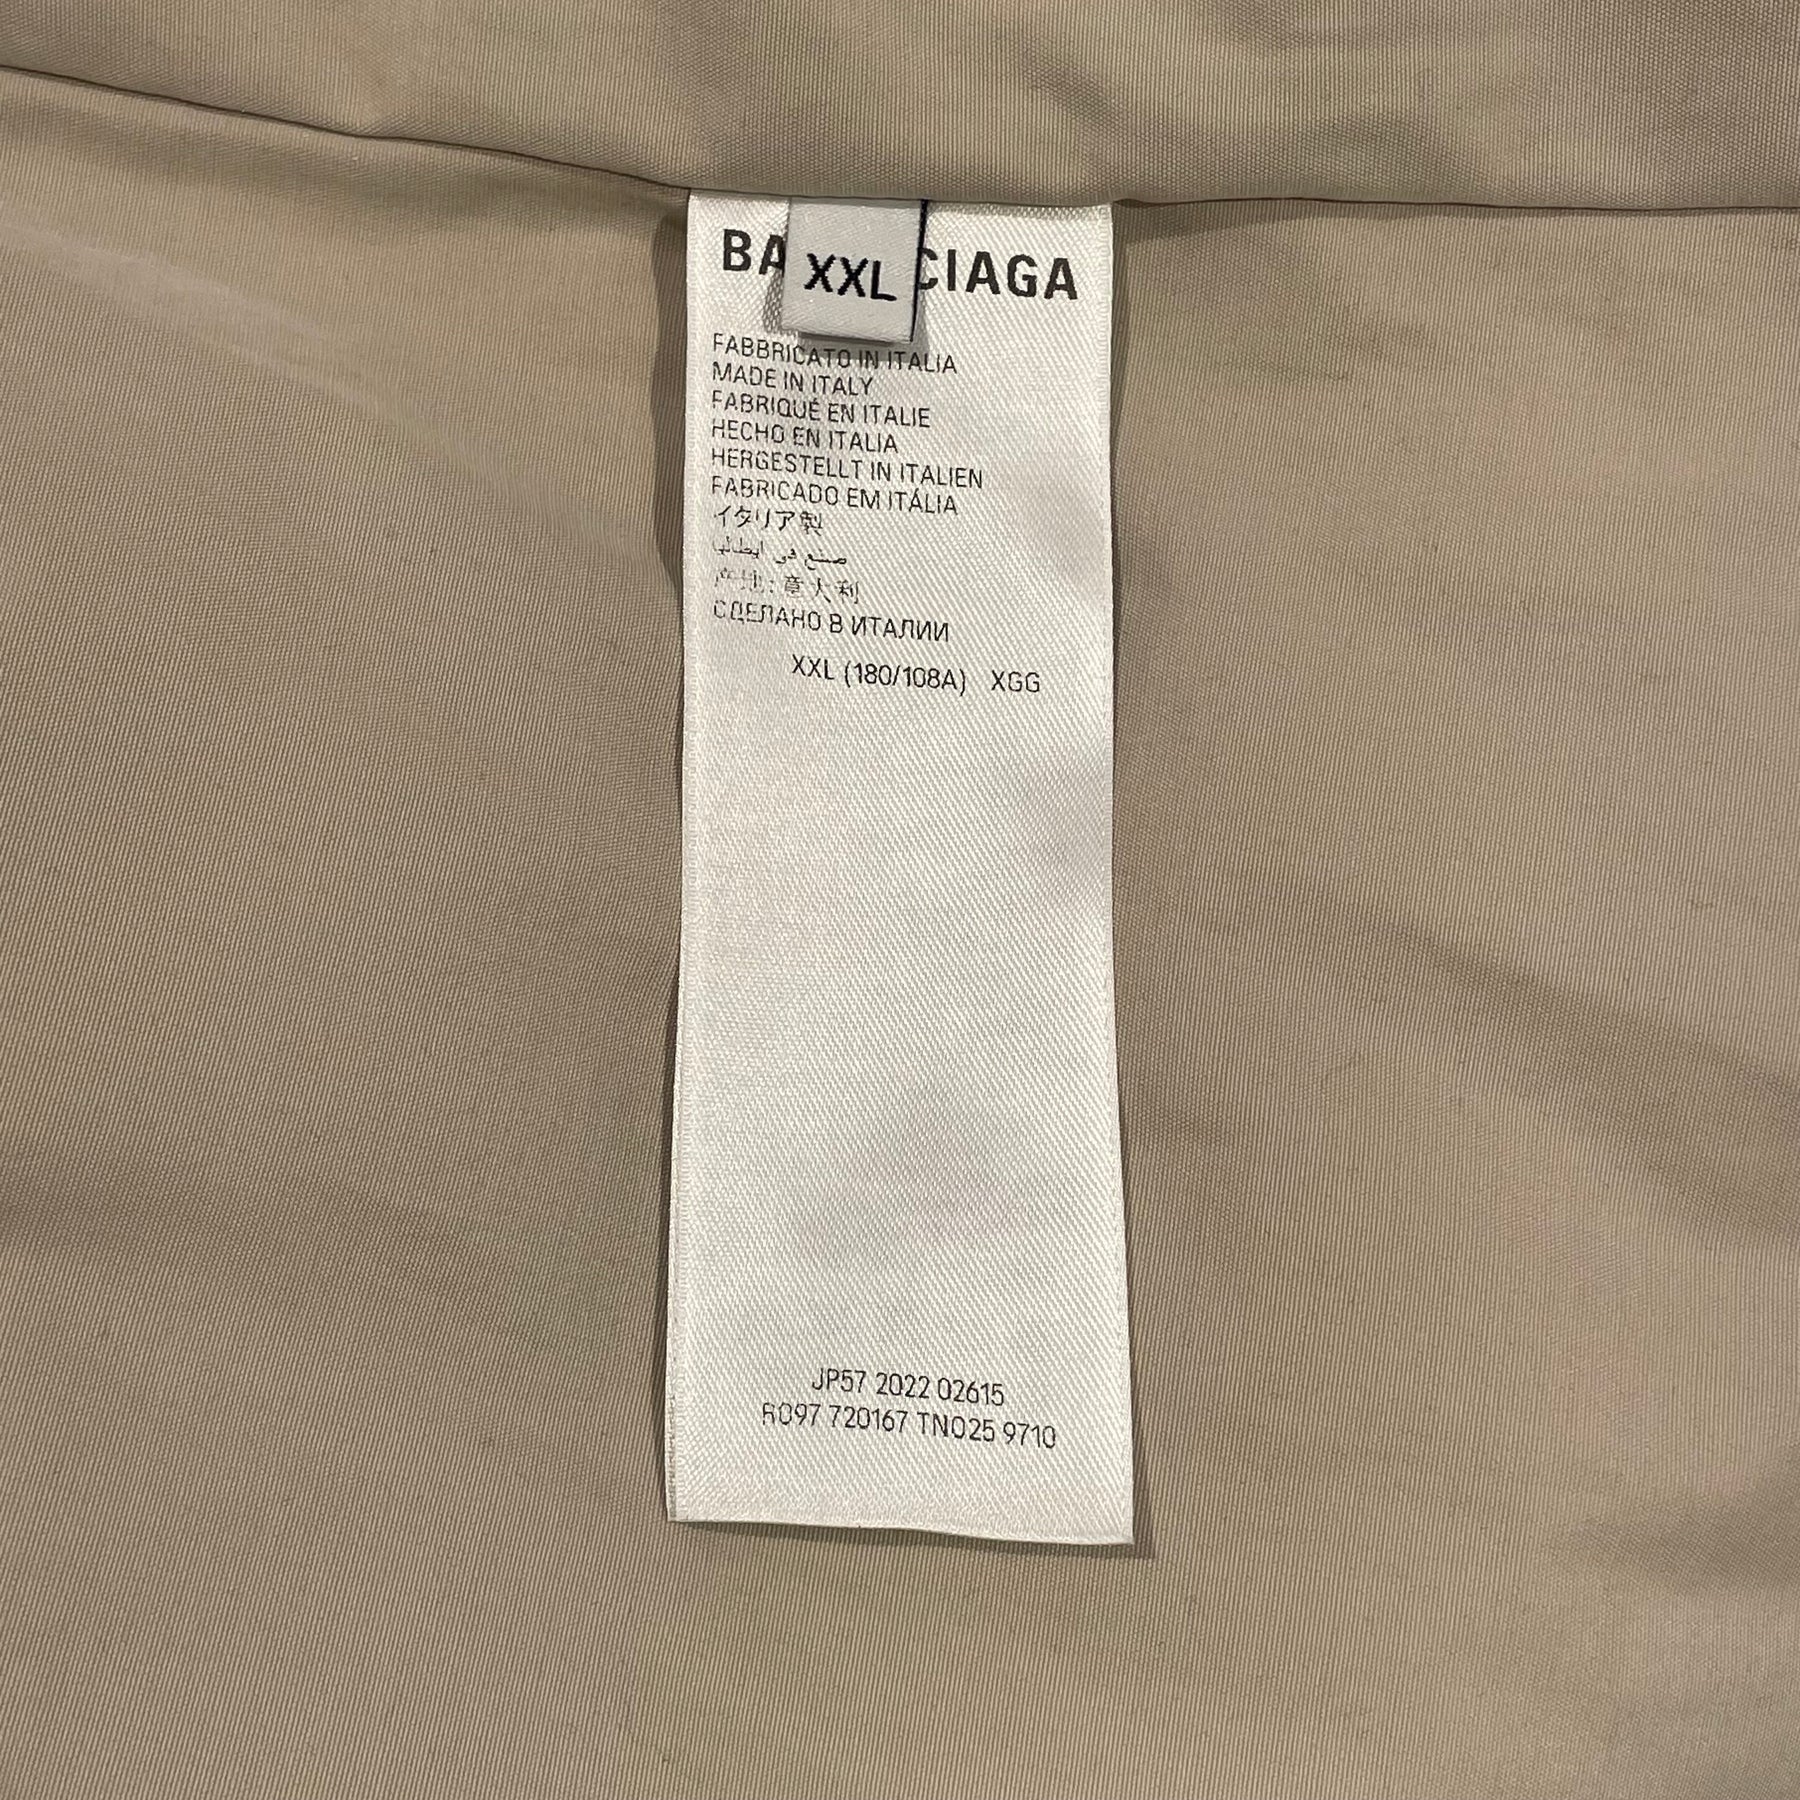 BA CIAGA
XXL
FABBRICATO IN ITALIA
MADE IN ITALY
FABRIQUÉ EN ITALIE
HECHO EN ITALIA
HERGESTELLT IN ITALIEN
FABRICADO EM ITÁLIA
イタリア製
صنع في ايطاليا
产地: 意大利
СДЕЛАНО В ИТАЛИИ
XXL (180/108A) XGG
JP57 2022 02615
R097 720167 TN025 9710